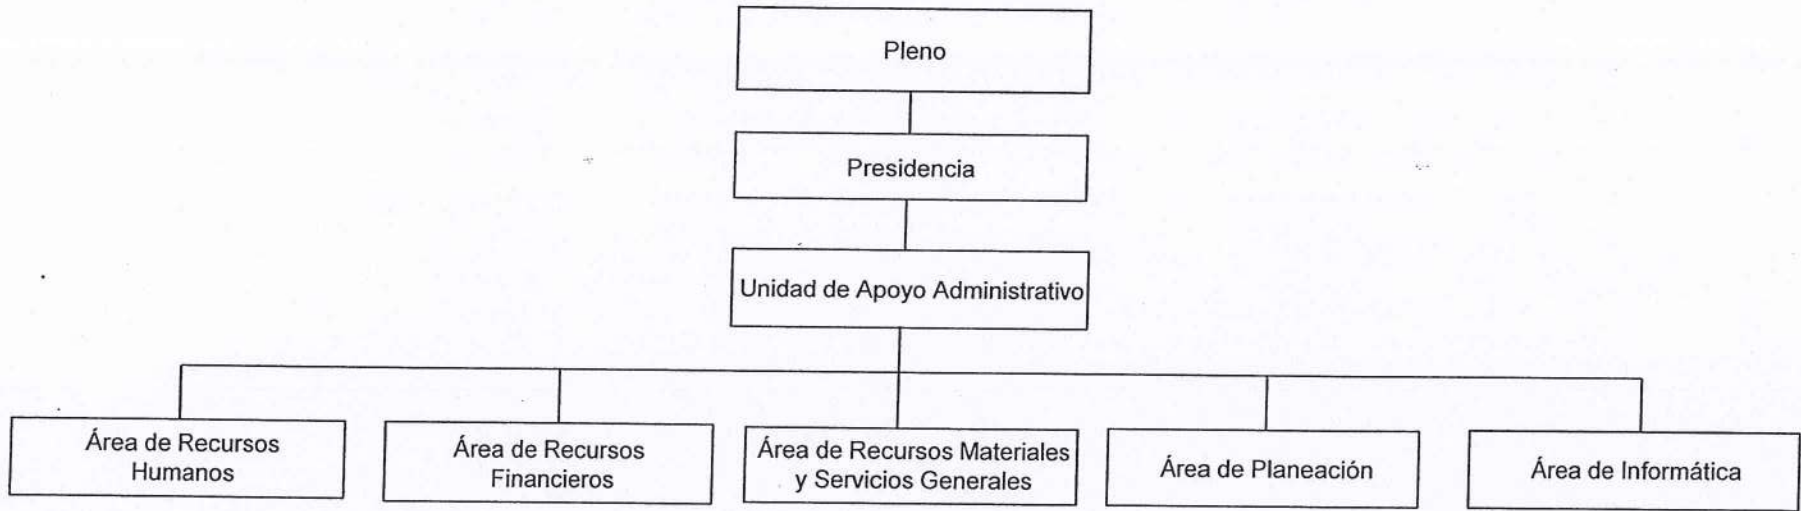 Pleno
Presidencia
Unidad de Apoyo Administrativo
Área de Recursos
Humanos
Área de Recursos
Financieros
Área de Recursos Materiales
y Servicios Generales
Área de Planeación
Área de Informática